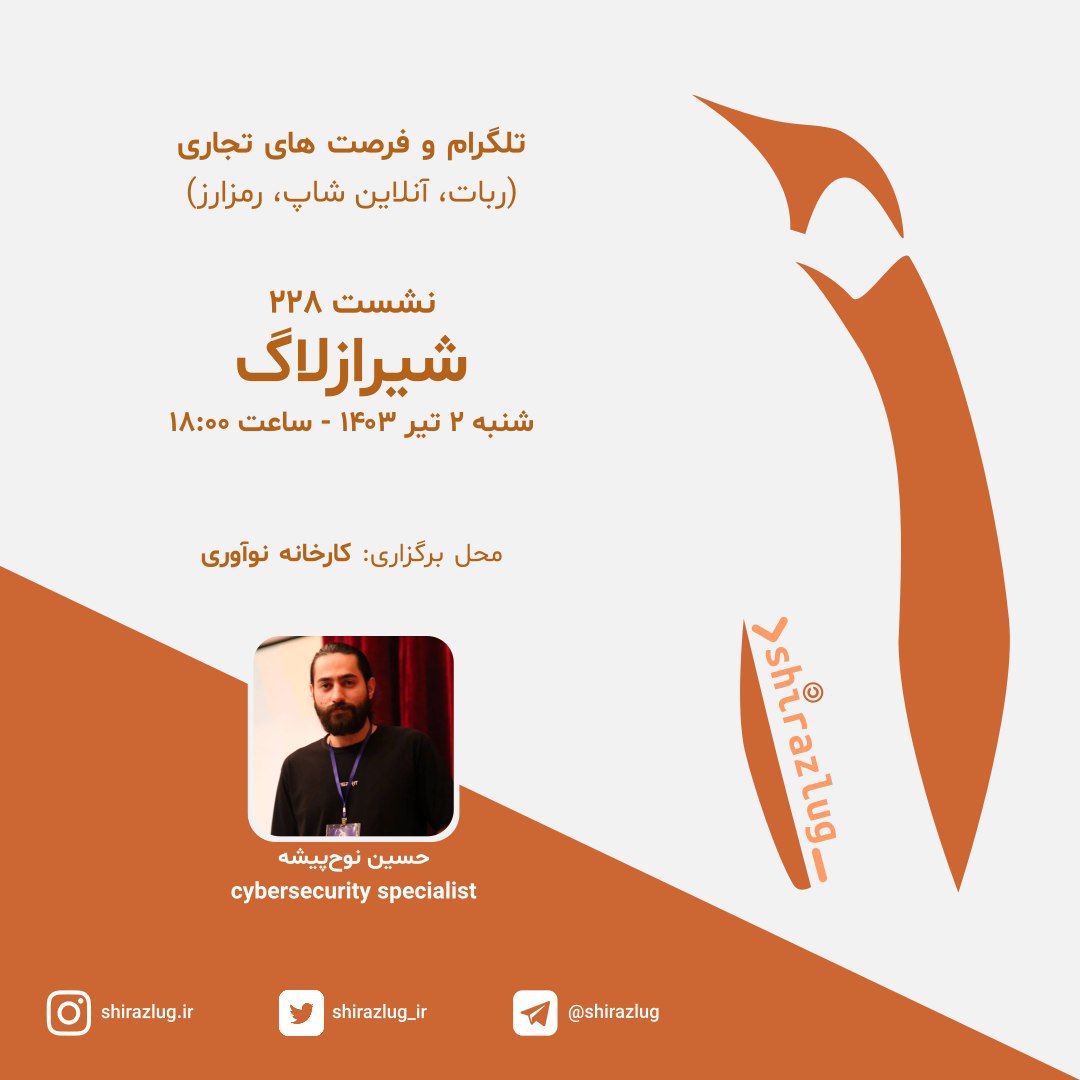 تلگرام و فرصت های تجاری
(ربات، آنلاین شاپ، رمزارز)
نشست ۲۲۸
شیرازلاگ
شنبه ۲ تیر ۱۴۰۳ - ساعت ۱۸:۰۰
محل برگزاری: کارخانه نوآوری
>shirazlug_
©
حسین نوح‌پیشه
cybersecurity specialist
shirazlug.ir
shirazlug_ir
@shirazlug